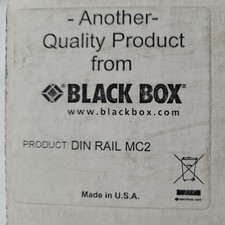 - Another-
Quality Product
from
BLACK BOX®
www.blackbox.com
PRODUCT: DIN RAIL MC2
Made in U.S.A.